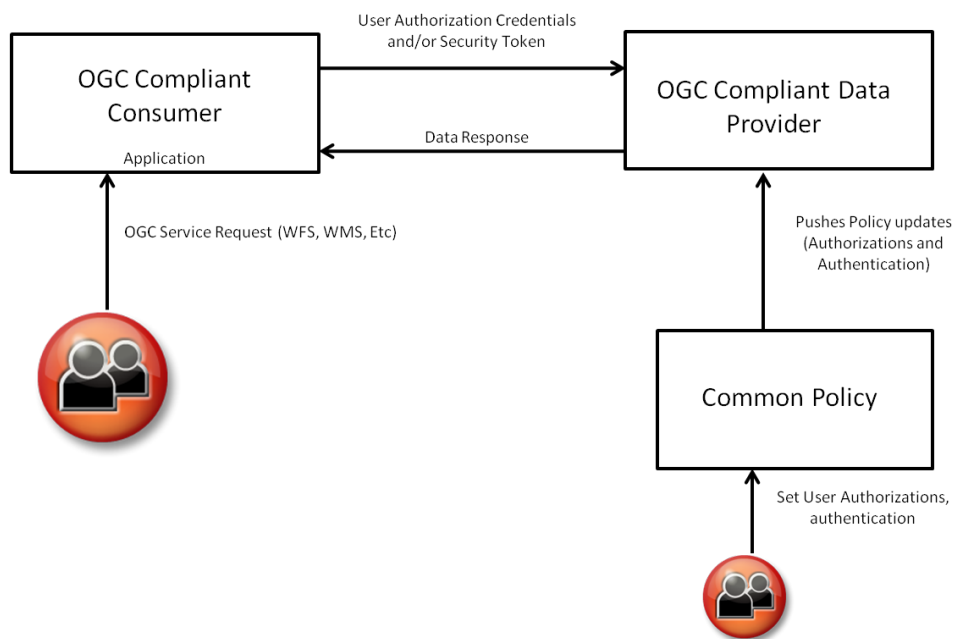 User Authorization Credentials
and/or Security Token
OGC Compliant
Consumer
Application
OGC Compliant Data
Provider
Data Response
OGC Service Request (WFS, WMS, Etc)
Pushes Policy updates
(Authorizations and
Authentication)
Common Policy
Set User Authorizations,
authentication